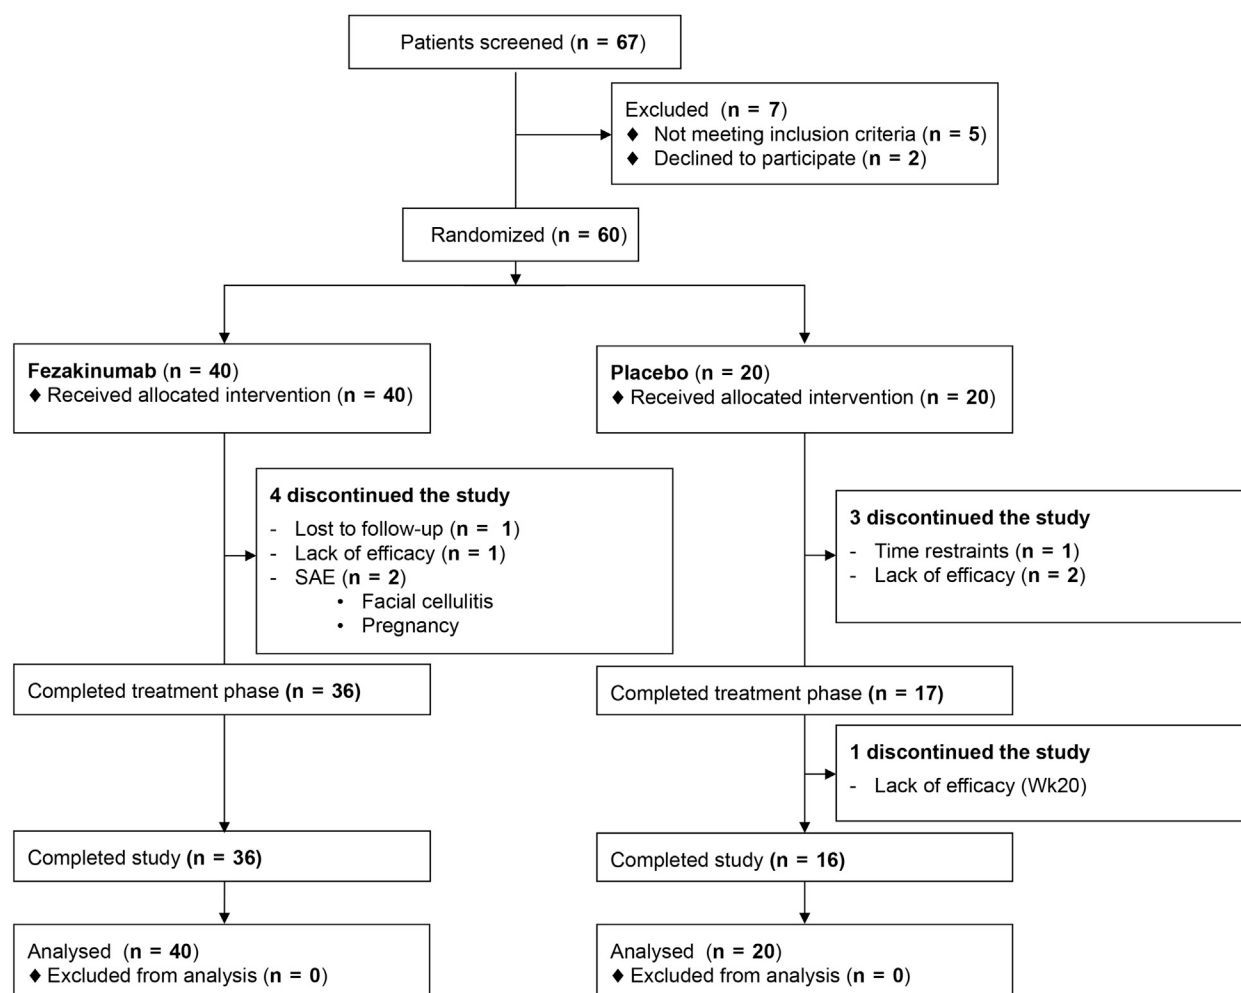 Patients screened (n = 67)
Excluded (n = 7)
♦ Not meeting inclusion criteria (n = 5)
♦ Declined to participate (n = 2)
Randomized (n = 60)
Fezakinumab (n = 40)
♦ Received allocated intervention (n = 40)
Placebo (n = 20)
♦ Received allocated intervention (n = 20)
4 discontinued the study
- Lost to follow-up (n = 1)
- Lack of efficacy (n = 1)
- SAE (n = 2)
• Facial cellulitis
• Pregnancy
3 discontinued the study
- Time restraints (n = 1)
- Lack of efficacy (n = 2)
Completed treatment phase (n = 36)
Completed treatment phase (n = 17)
1 discontinued the study
- Lack of efficacy (Wk20)
Completed study (n = 36)
Completed study (n = 16)
Analysed (n = 40)
♦ Excluded from analysis (n = 0)
Analysed (n = 20)
♦ Excluded from analysis (n = 0)